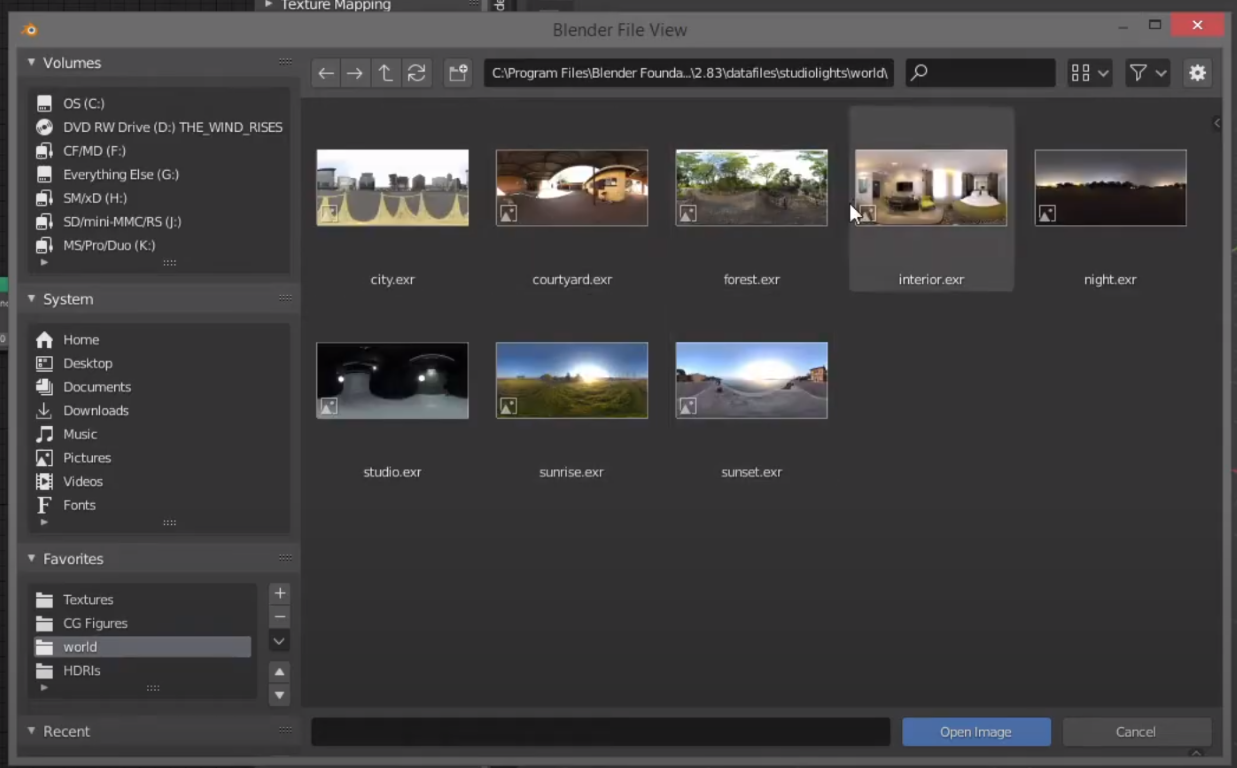 Texture Mapping
Blender File View
Volumes
OS (C:)
DVD RW Drive (D:) THE_WIND_RISES
CF/MD (F:)
Everything Else (G:)
SM/xD (H:)
SD/mini-MMC/RS (J:)
MS/Pro/Duo (K:)
System
Home
Desktop
Documents
Downloads
Music
Pictures
Videos
Fonts
Favorites
Textures
CG Figures
world
HDRIs
Recent
C:\Program Files\Blender Founda...\2.83\datafiles\studiolights\world\
city.exr
courtyard.exr
forest.exr
interior.exr
night.exr
studio.exr
sunrise.exr
sunset.exr
Open Image
Cancel